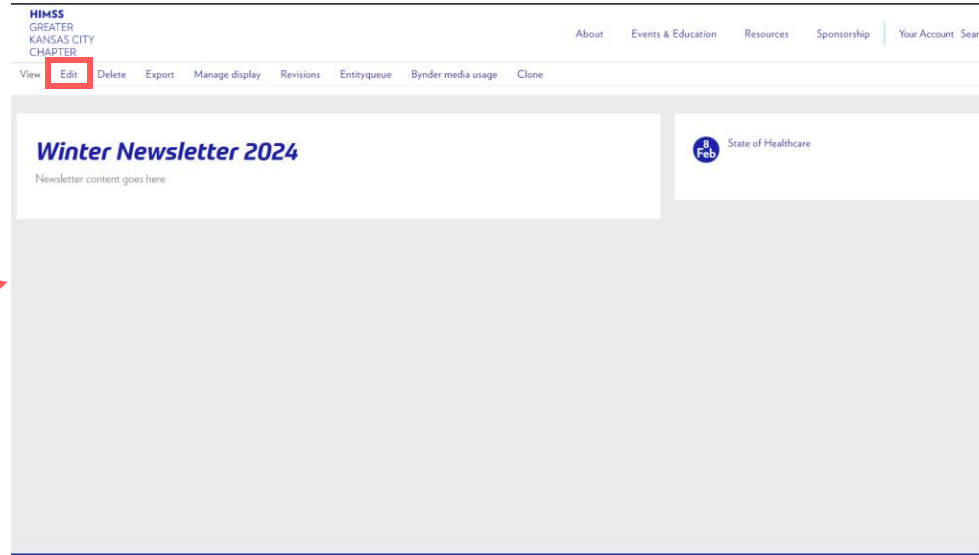 HIMSS
GREATER
KANSAS CITY
CHAPTER
About Events & Education Resources Sponsorship Your Account
View Edit Delete Export Manage display Revisions Entityqueue Bynder media usage Clone
Winter Newsletter 2024
Newsletter content goes here
8
Feb
State of Healthcare